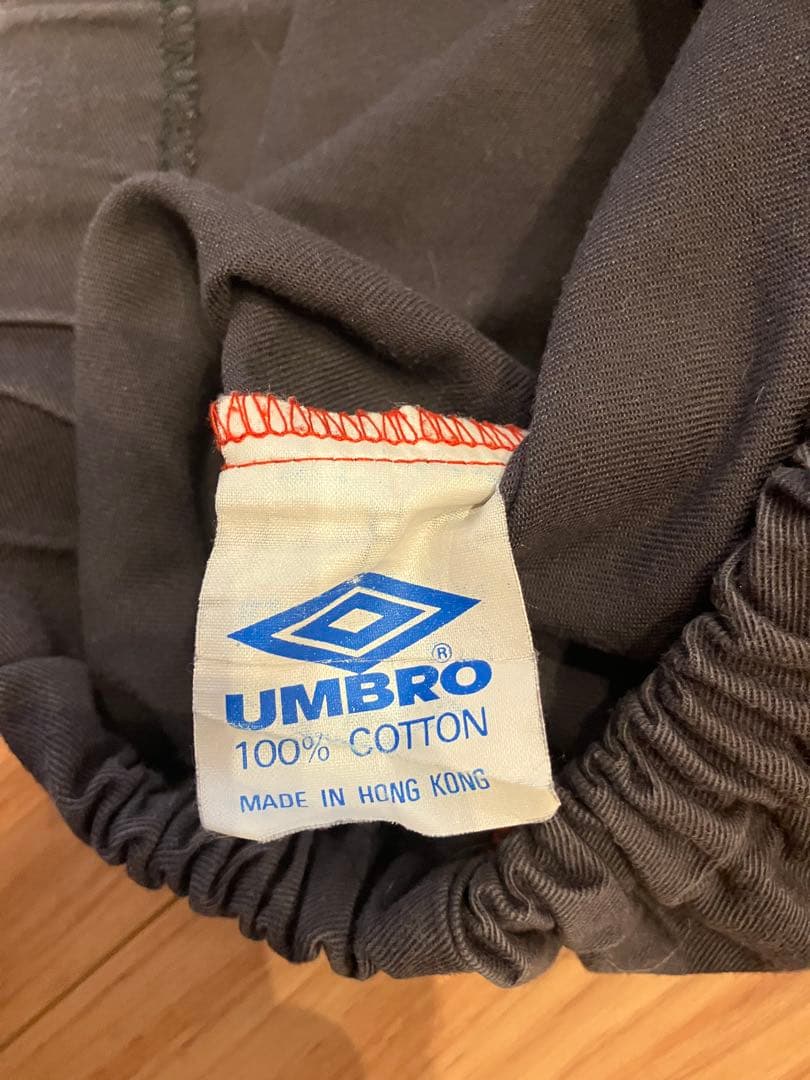 ®
UMBRO
100% COTTON
MADE IN HONG KONG